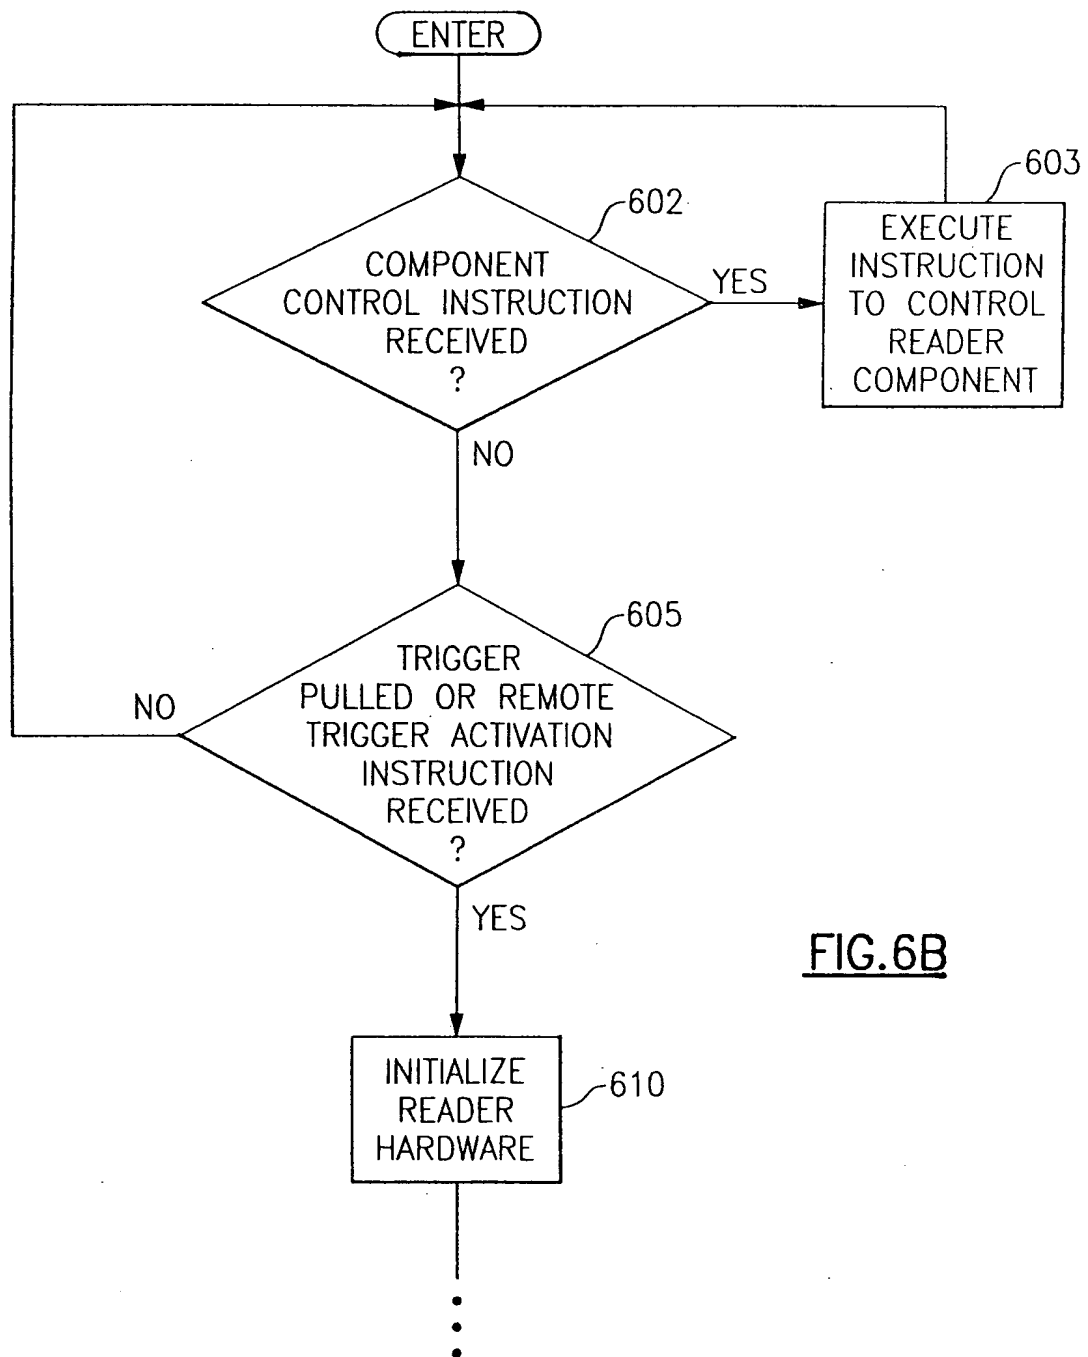 ENTER
603
602
EXECUTE
INSTRUCTION
TO CONTROL
READER
COMPONENT
COMPONENT
CONTROL INSTRUCTION
RECEIVED
?
YES
NO
605
TRIGGER
PULLED OR REMOTE
TRIGGER ACTIVATION
INSTRUCTION
RECEIVED
?
NO
YES
FIG.6B
INITIALIZE
READER
HARDWARE
610